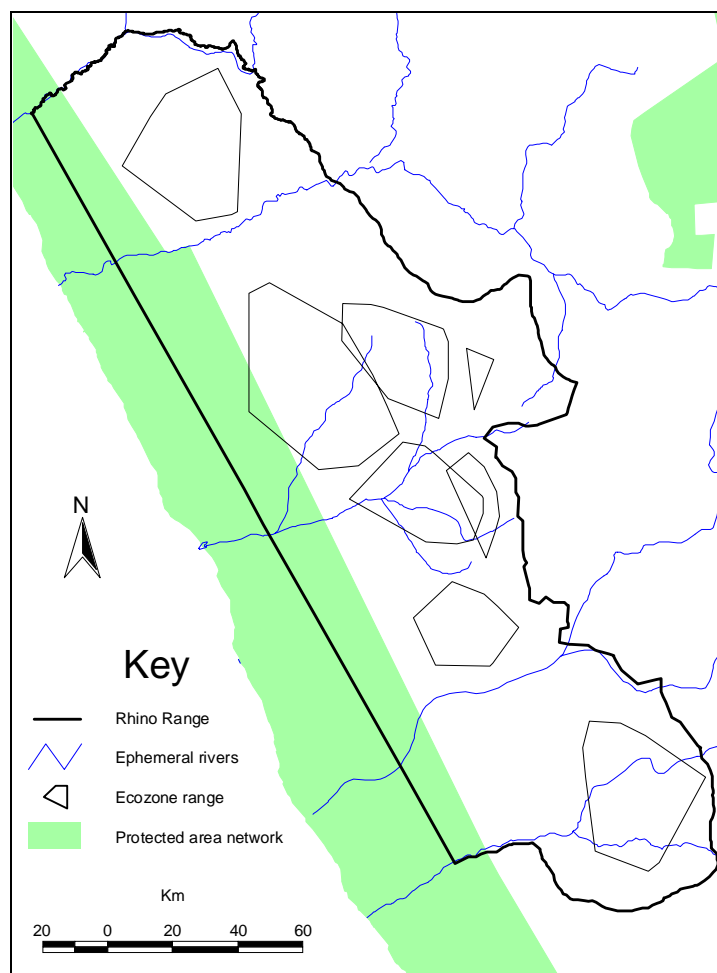 N
Key
Rhino Range
Ephemeral rivers
Ecozone range
Protected area network
Km
20 0 20 40 60